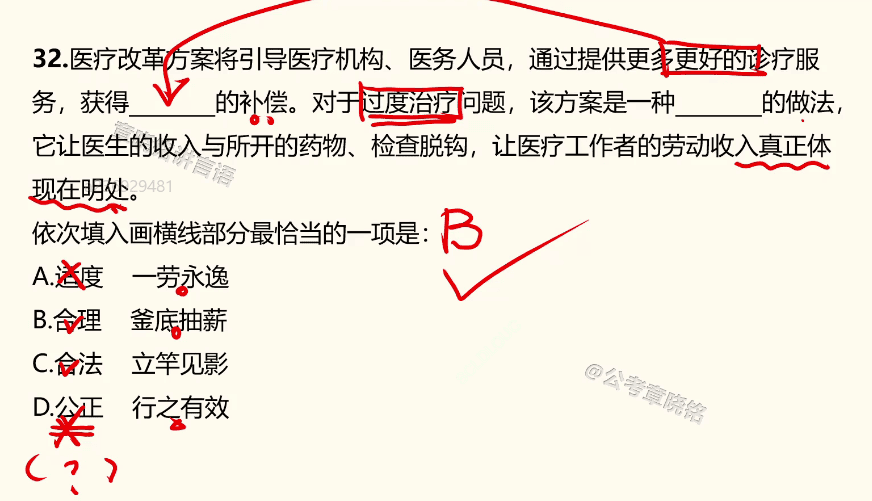 32.医疗改革方案将引导医疗机构、医务人员，通过提供更多更好的诊疗服
务，获得________的补偿。对于过度治疗问题，该方案是一种________的做法，
它让医生的收入与所开的药物、检查脱钩，让医疗工作者的劳动收入真正体
现在明处。
929481
依次填入画横线部分最恰当的一项是：B
A.适度 一劳永逸
B.合理 釜底抽薪
C.合法 立竿见影
D.公正 行之有效
@公考章晓铭
(?)